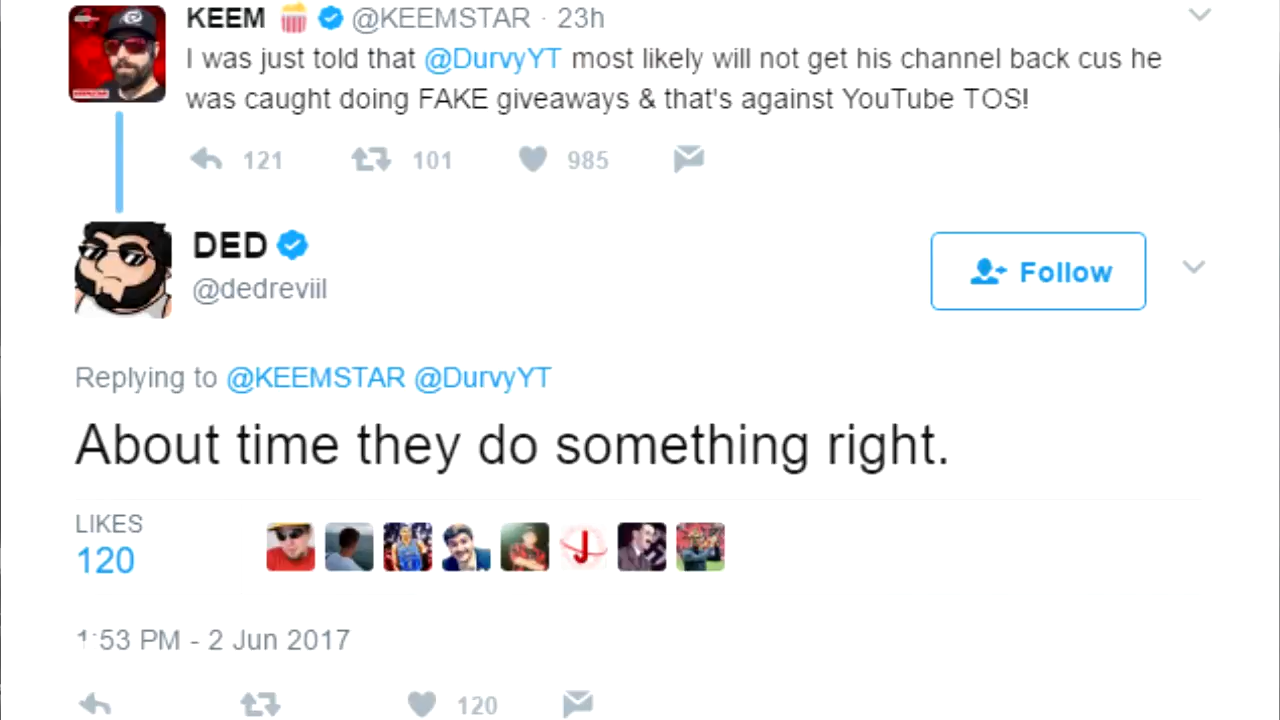 KEEM 🍿 @KEEMSTAR · 23h
I was just told that @DurvyYT most likely will not get his channel back cus he
was caught doing FAKE giveaways & that's against YouTube TOS!
121 101 985
DED
@dedreviil
Follow
Replying to @KEEMSTAR @DurvyYT
About time they do something right.
LIKES
120
J
1:53 PM - 2 Jun 2017
120